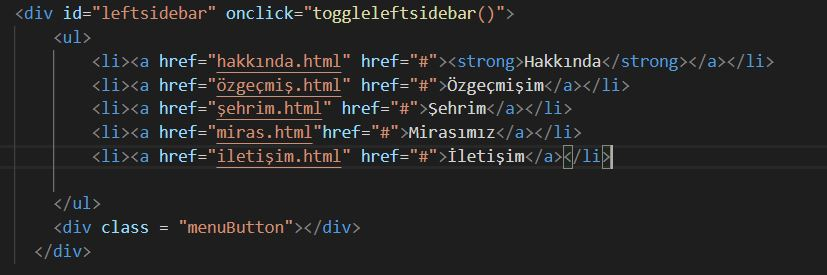 <div id="leftsidebar" onclick="toggleleftsidebar()">
<ul>
<li><a href="hakkında.html" href="#"><strong>Hakkında</strong></a></li>
<li><a href="özgeçmiş.html" href="#">Özgeçmişim</a></li>
<li><a href="şehrim.html" href="#">Şehrim</a></li>
<li><a href="miras.html"href="#">Mirasımız</a></li>
<li><a href="iletişim.html" href="#">İletişim</a></li>
</ul>
<div class = "menuButton"></div>
</div>